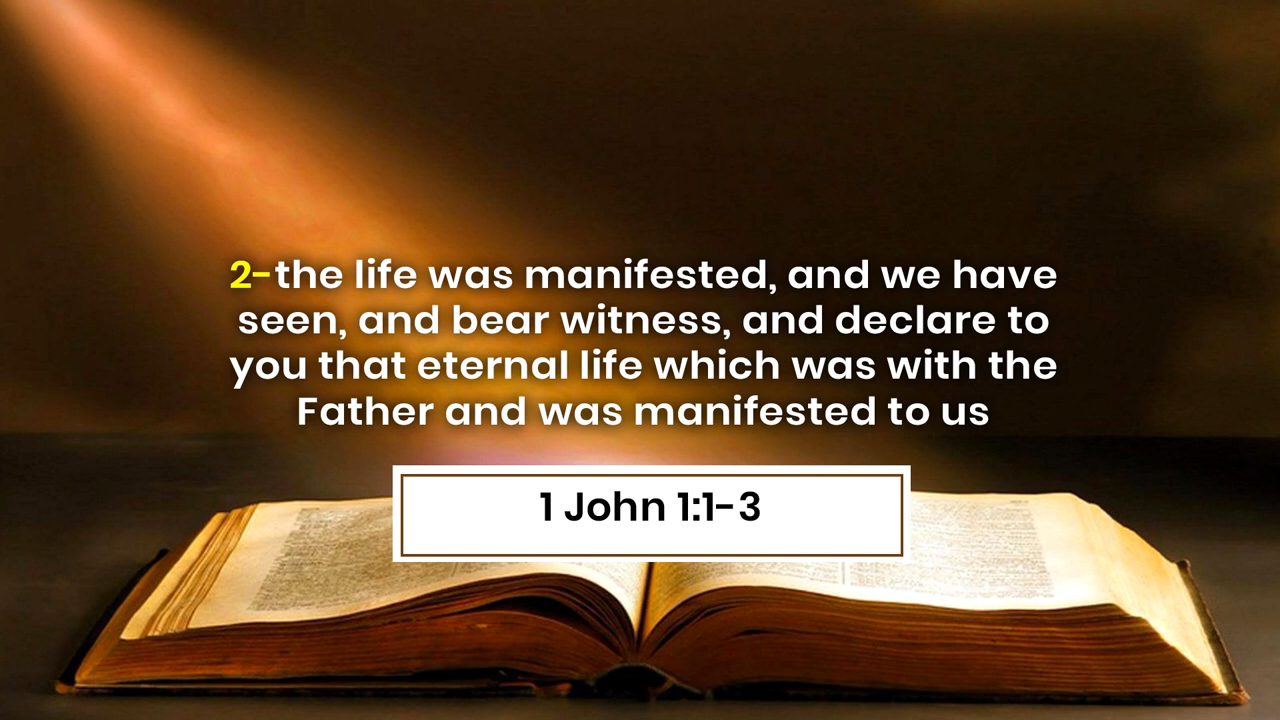 2-the life was manifested, and we have
seen, and bear witness, and declare to
you that eternal life which was with the
Father and was manifested to us
1 John 1:1-3